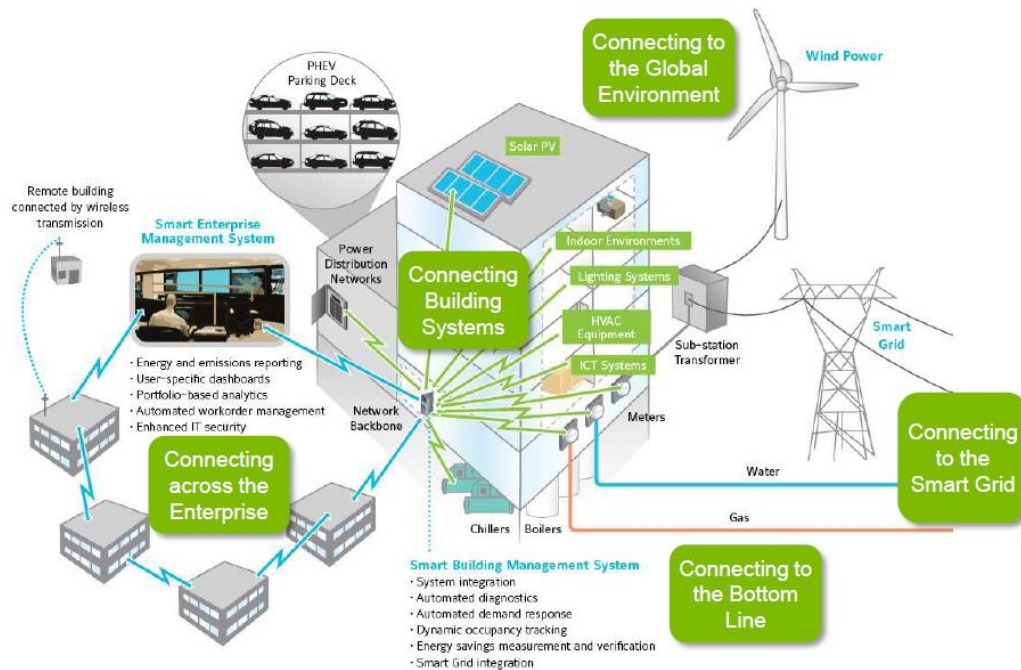 PHEV
Parking Deck
Connecting to
the Global
Environment
Wind Power
Solar PV
Remote building
connected by wireless
transmission
Smart Enterprise
Management System
Power
Distribution
Networks
Connecting
Building
Systems
Indoor Environments
Lighting Systems
HVAC
Equipment
ICT Systems
Sub-station
Transformer
Smart
Grid
• Energy and emissions reporting
• User-specific dashboards
• Portfolio-based analytics
• Automated workorder management
• Enhanced IT security
Network
Backbone
Meters
Connecting
across the
Enterprise
Connecting
to the
Smart Grid
Water
Gas
Chillers
Boilers
Smart Building Management System
• System integration
• Automated diagnostics
• Automated demand response
• Dynamic occupancy tracking
• Energy savings measurement and verification
• Smart Grid integration
Connecting to
the Bottom
Line